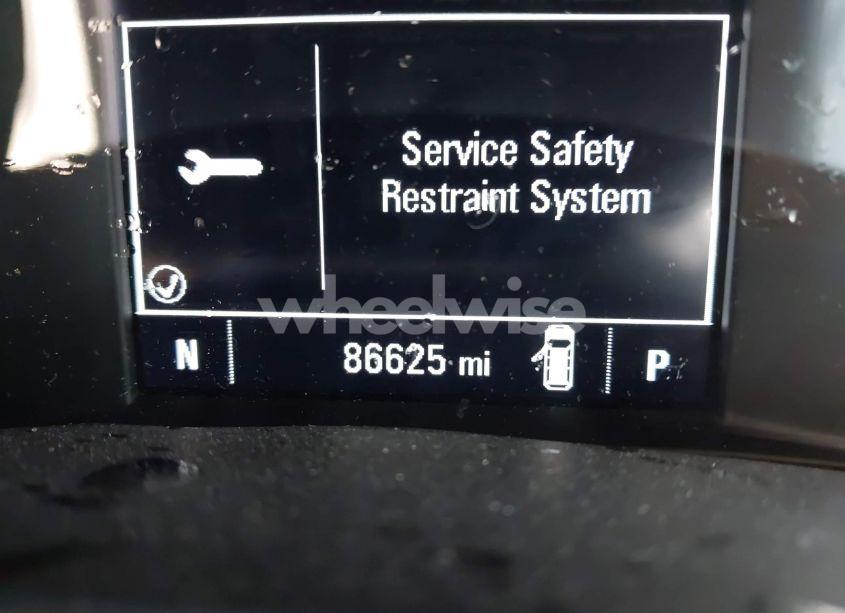 Service Safety
Restraint System
wheelwise
N 86625 mi P